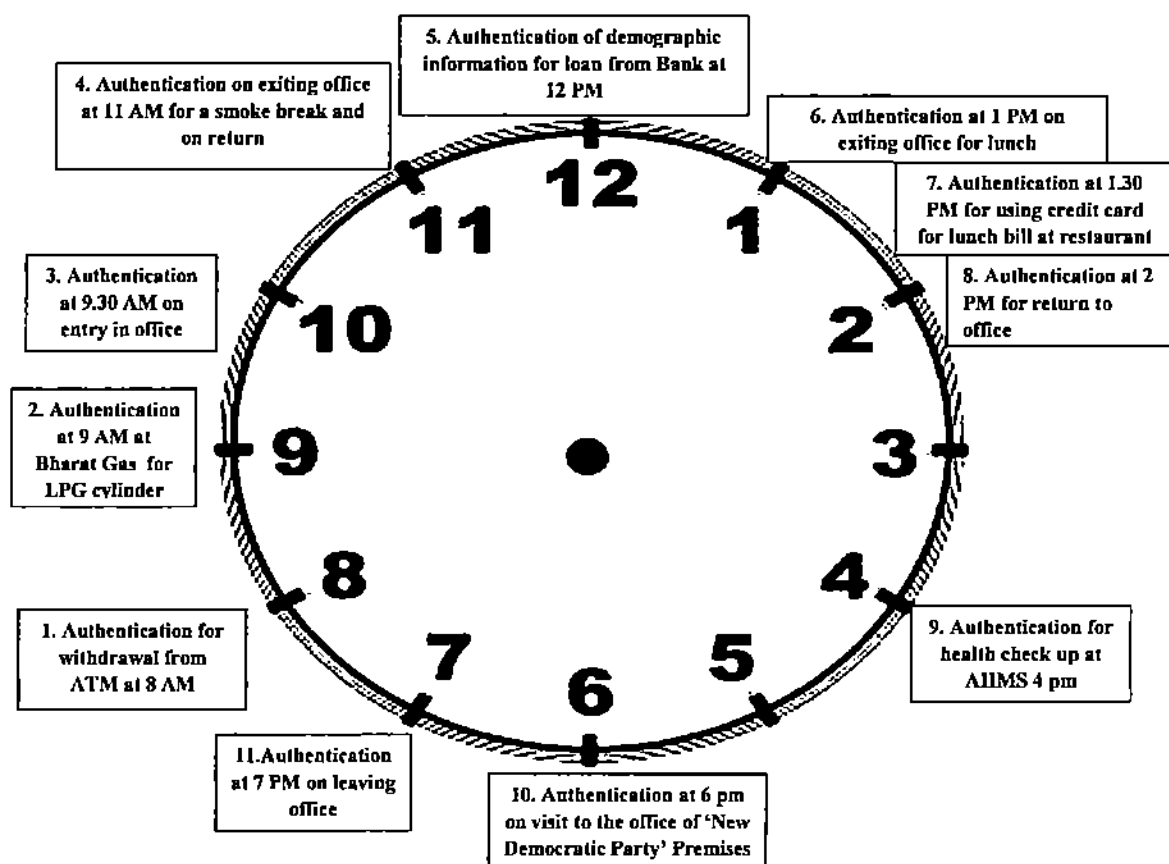 5. Authentication of demographic
information for loan from Bank at
12 PM
4. Authentication on exiting office
at 11 AM for a smoke break and
on return
6. Authentication at 1 PM on
exiting office for lunch
7. Authentication at 1.30
PM for using credit card
for lunch bill at restaurant
3. Authentication
at 9.30 AM on
entry in office
8. Authentication at 2
PM for return to
office
2. Authentication
at 9 AM at
Bharat Gas for
LPG cylinder
1. Authentication for
withdrawal from
ATM at 8 AM
9. Authentication for
health check up at
AIIMS 4 pm
11.Authentication
at 7 PM on leaving
office
10. Authentication at 6 pm
on visit to the office of ‘New
Democratic Party’ Premises
12
1
2
3
4
5
6
7
8
9
10
11